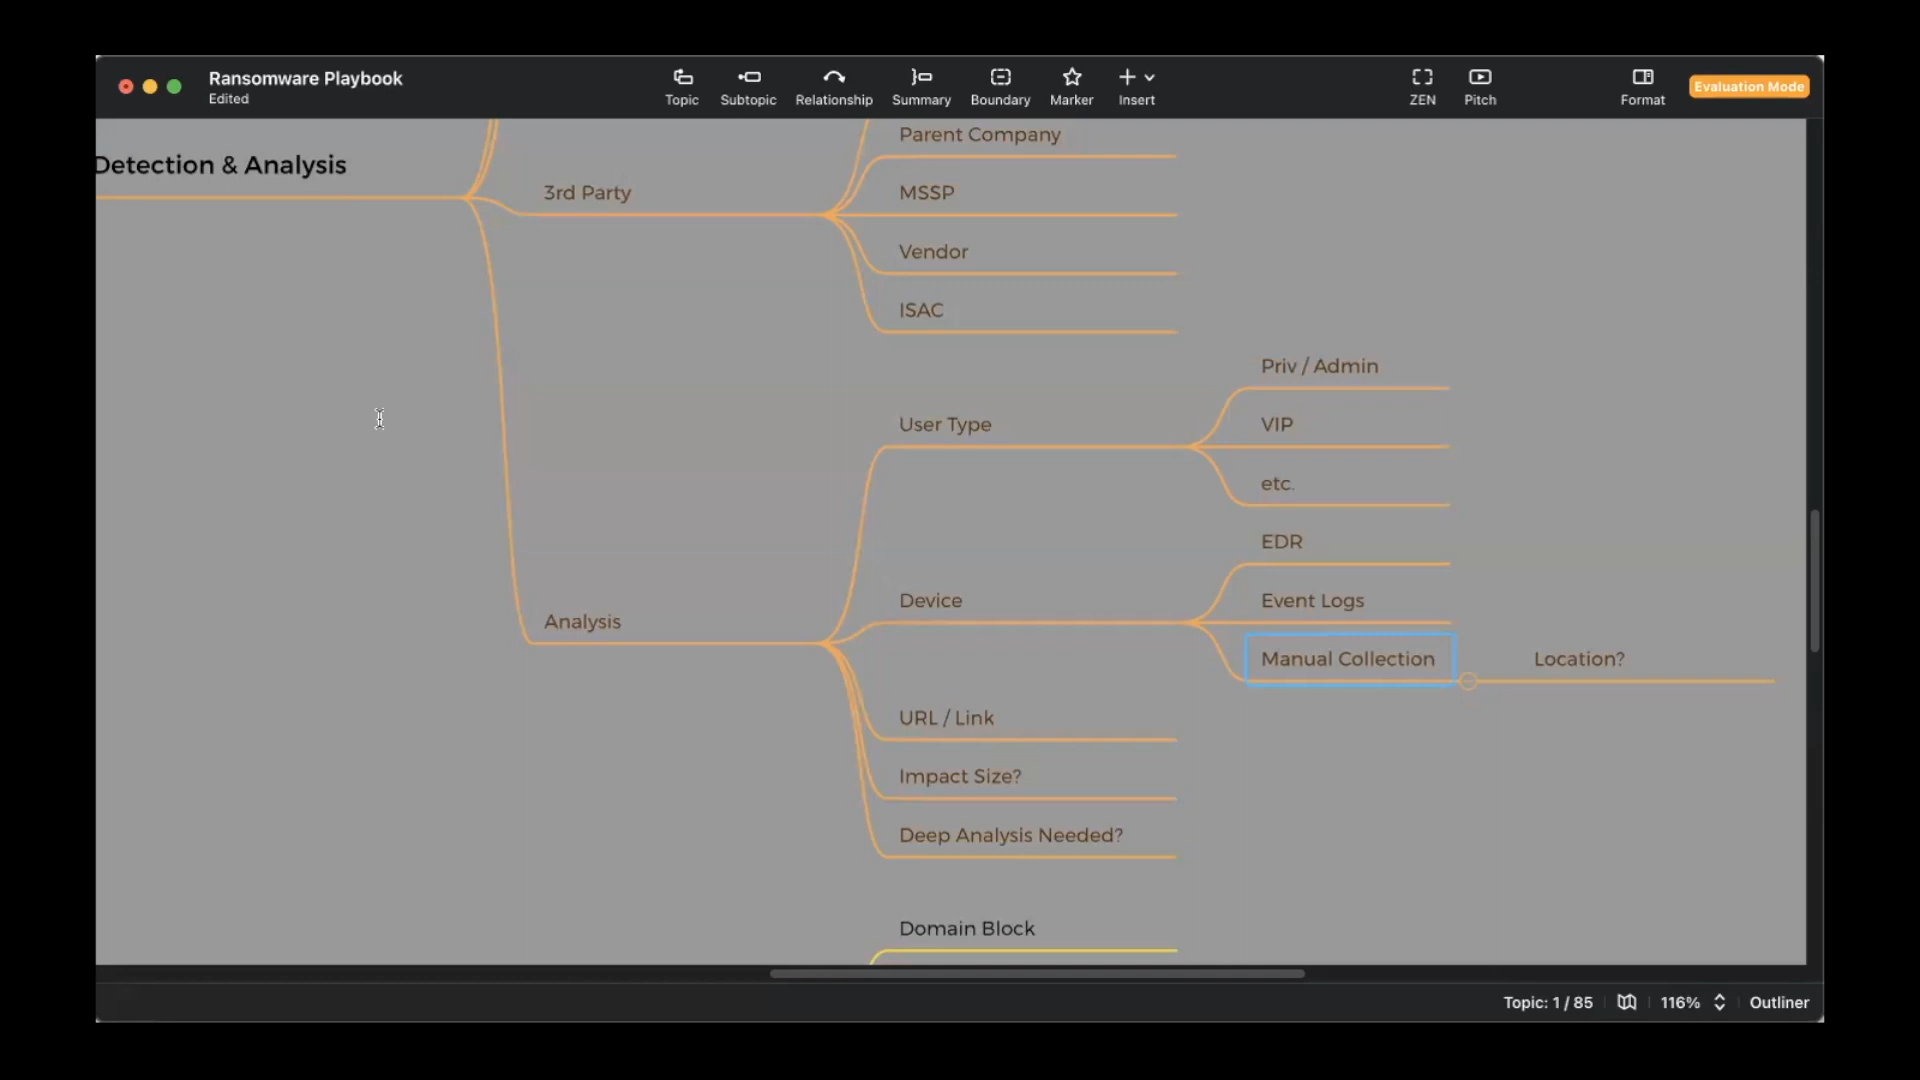 Ransomware Playbook
Edited
Topic
Subtopic
Relationship
Summary
Boundary
Marker
Insert
ZEN
Pitch
Format
Evaluation Mode
Detection & Analysis
Parent Company
3rd Party
MSSP
Vendor
ISAC
Priv / Admin
User Type
VIP
etc.
EDR
Device
Event Logs
Analysis
Manual Collection
Location?
URL / Link
Impact Size?
Deep Analysis Needed?
Domain Block
Topic: 1 / 85
116%
Outliner